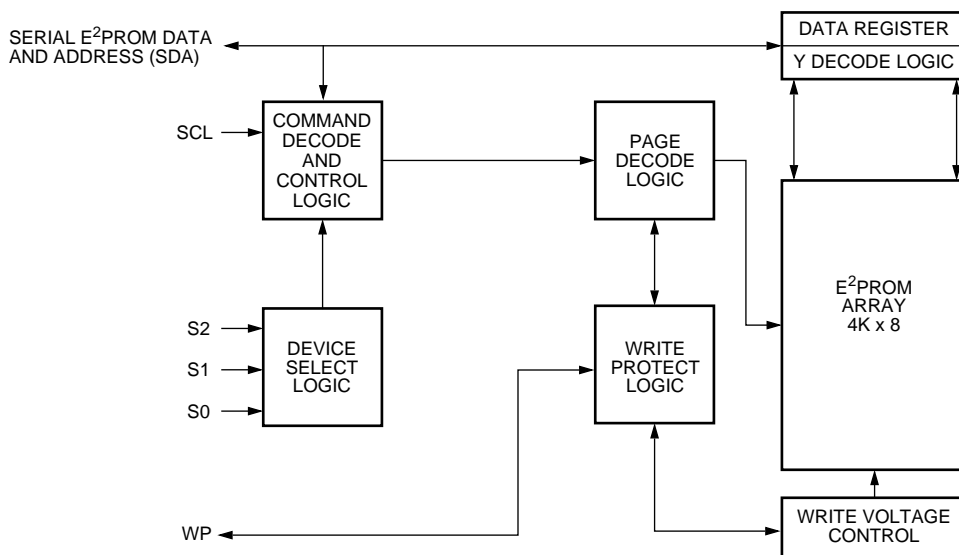 SERIAL E²PROM DATA
AND ADDRESS (SDA)
DATA REGISTER
Y DECODE LOGIC
SCL
COMMAND
DECODE
AND
CONTROL
LOGIC
PAGE
DECODE
LOGIC
E²PROM
ARRAY
4K x 8
S2
S1
S0
DEVICE
SELECT
LOGIC
WRITE
PROTECT
LOGIC
WP
WRITE VOLTAGE
CONTROL